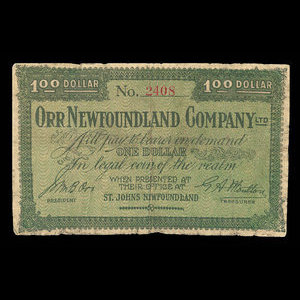 1.00 DOLLAR No. 2408 1.00 DOLLAR
ORR NEWFOUNDLAND COMPANY LTD
Will pay to bearer on demand
ONE DOLLAR
In legal coin of the realm
WHEN PRESENTED AT
THEIR OFFICE AT
PRESIDENT TREASURER
ST. JOHNS NEWFOUNDLAND